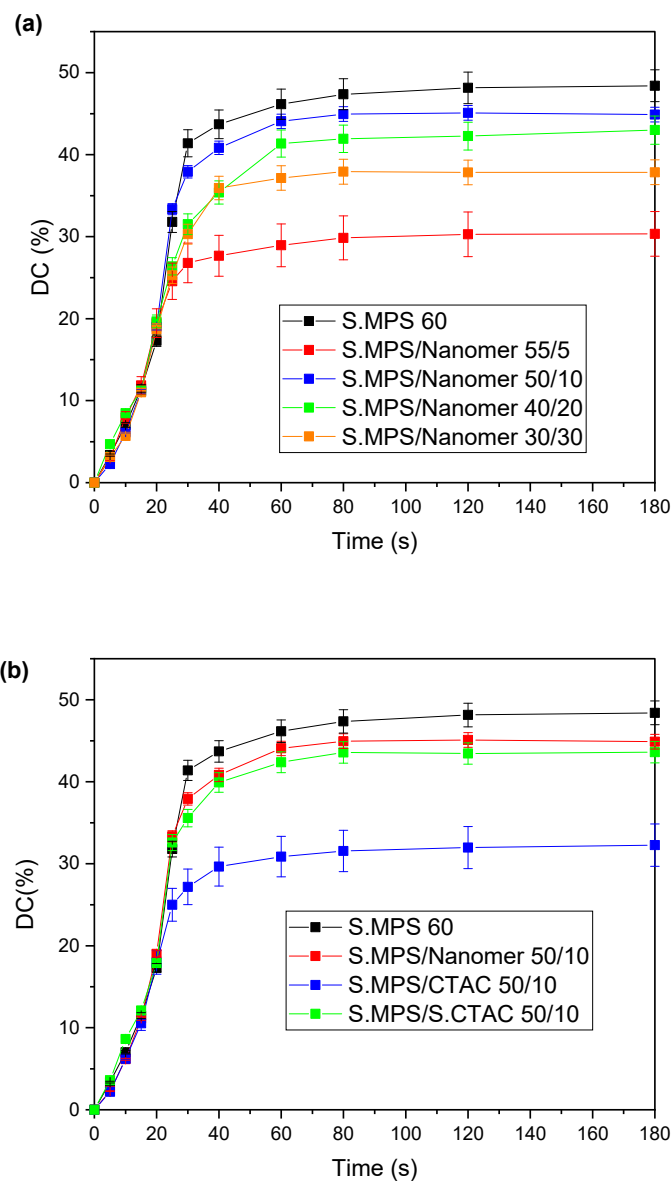 (a)
50
40
30
20
10
0
DC (%)
S.MPS 60
S.MPS/Nanomer 55/5
S.MPS/Nanomer 50/10
S.MPS/Nanomer 40/20
S.MPS/Nanomer 30/30
0 20 40 60 80 100 120 140 160 180
Time (s)
(b)
50
40
30
20
10
0
DC(%)
S.MPS 60
S.MPS/Nanomer 50/10
S.MPS/CTAC 50/10
S.MPS/S.CTAC 50/10
0 20 40 60 80 100 120 140 160 180
Time (s)